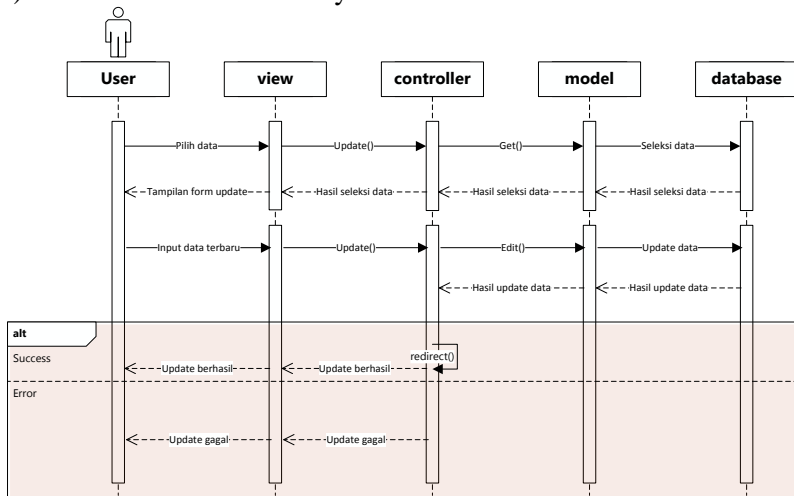 User view controller model database
Pilih data Update() Get() Seleksi data
Tampilan form update Hasil seleksi data Hasil seleksi data Hasil seleksi data
Input data terbaru Update() Edit() Update data
Hasil update data Hasil update data
alt
Success
redirect()
Update berhasil Update berhasil
Error
Update gagal Update gagal